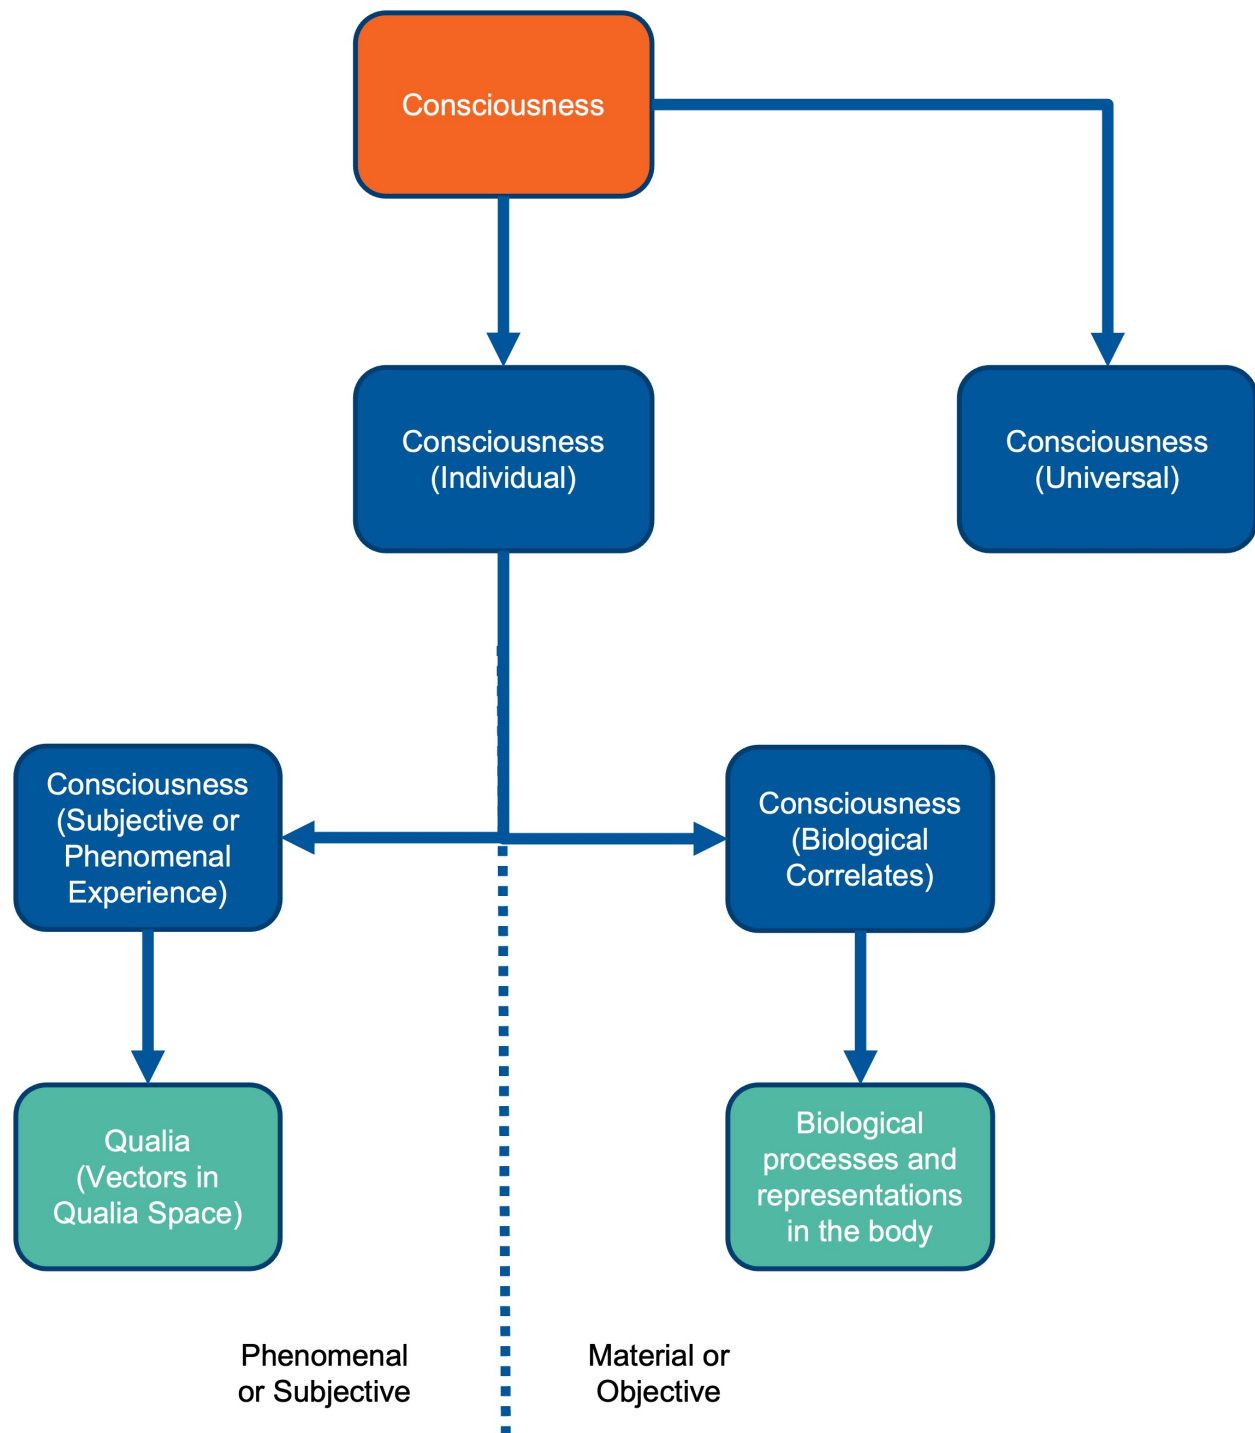 Consciousness
Consciousness
(Individual)
Consciousness
(Universal)
Consciousness
(Subjective or
Phenomenal
Experience)
Consciousness
(Biological
Correlates)
Qualia
(Vectors in
Qualia Space)
Biological
processes and
representations
in the body
Phenomenal
or Subjective
Material or
Objective